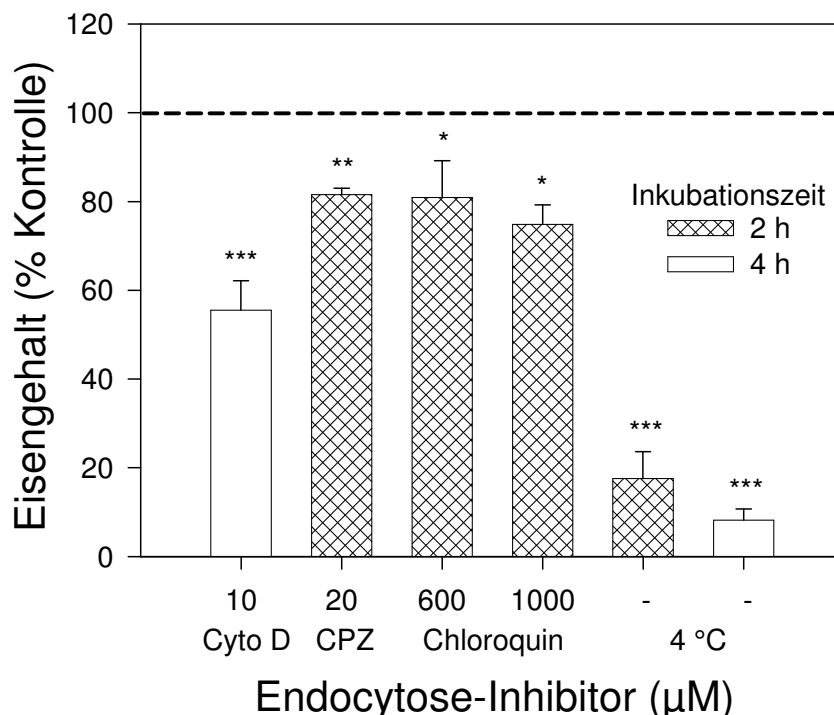 120
100
80
60
40
20
0
Eisengehalt (% Kontrolle)
***
**
*
*
***
***
Inkubationszeit
2 h
4 h
10 20 600 1000 - -
Cyto D CPZ Chloroquin 4 °C
Endocytose-Inhibitor (µM)